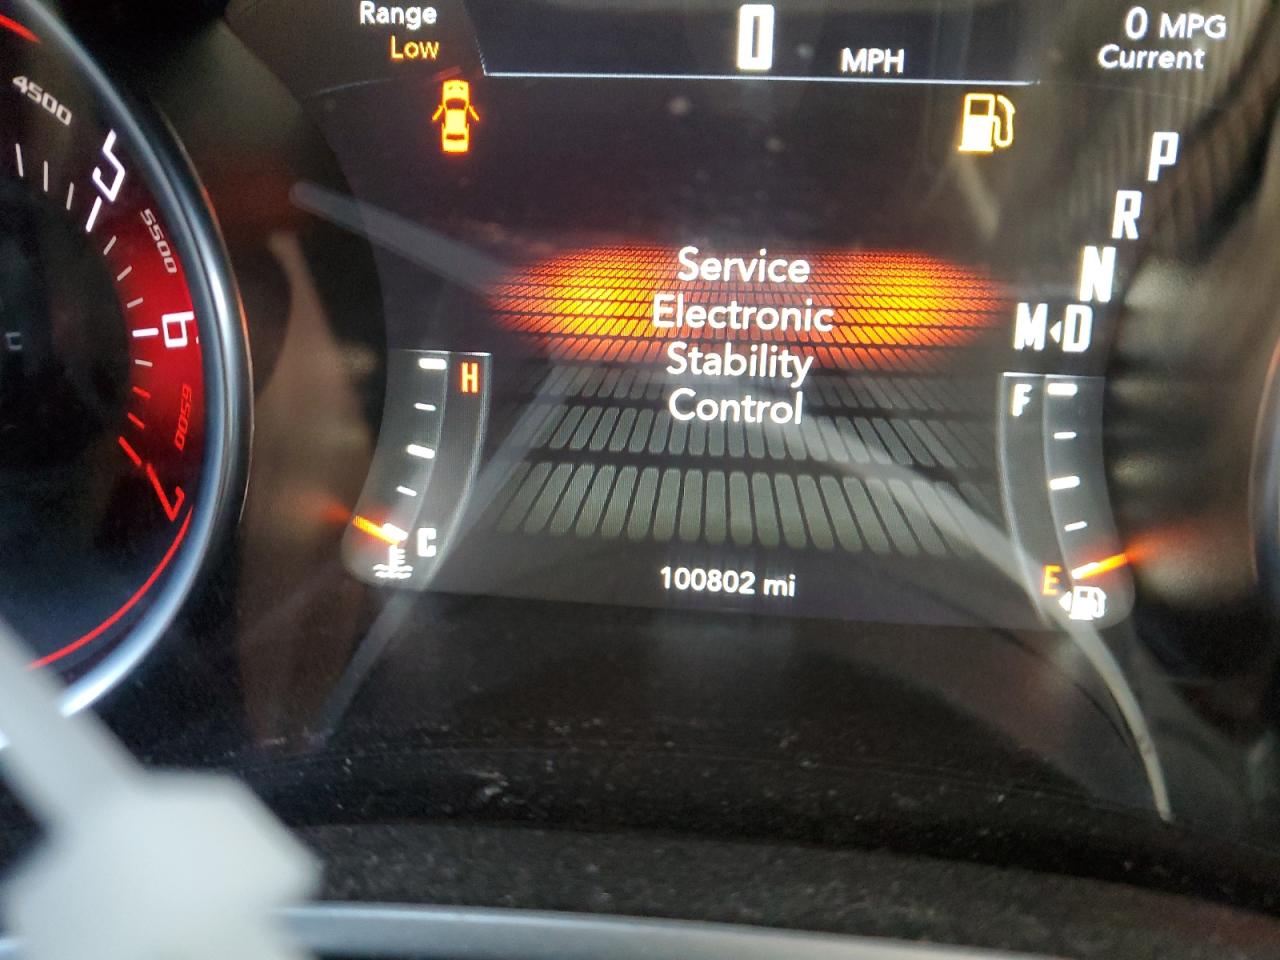 Range
Low
0 MPH
0 MPG
Current
4500
5
5500
6
6500
7
P
R
N
M D
Service
Electronic
Stability
Control
H
C
F
E
100802 mi